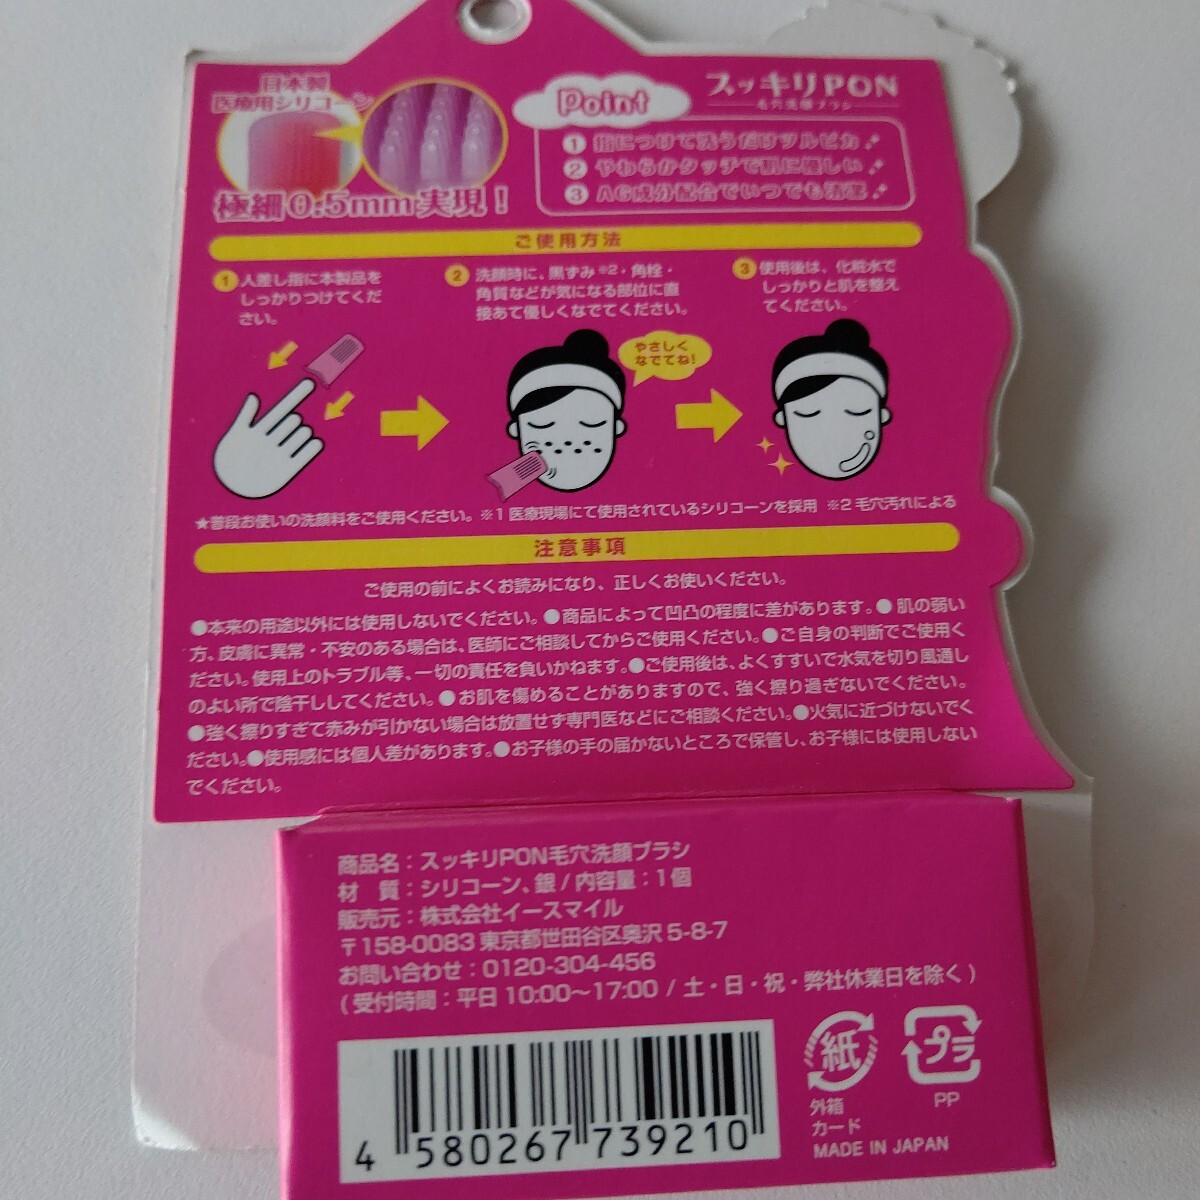 日本製
医療用シリコーン
極細0.5mm実現!
Point
スッキリPON
毛穴洗顔ブラシ
1 指につけて洗うだけツルピカ
2 やわらかタッチで肌に優しい
3 AG成分配合でいつでも清潔
ご使用方法
1 人差し指に本製品を
しっかりつけてくだ
さい。
2 洗顔時に、黒ずみ※2・角栓・
角質などが気になる部位に直
接あて優しくなでてください。
3 使用後は、化粧水で
しっかりと肌を整え
てください。
やさしく
なでてね!
★普段お使いの洗顔料をご使用ください。※1 医療現場にて使用されているシリコーンを採用 ※2 毛穴汚れによる
注意事項
ご使用の前によくお読みになり、正しくお使いください。
●本来の用途以外には使用しないでください。●商品によって凹凸の程度に差があります。●肌の弱い
方、皮膚に異常・不安のある場合は、医師にご相談してからご使用ください。●ご自身の判断でご使用く
ださい。使用上のトラブル等、一切の責任を負いかねます。●ご使用後は、よくすすいで水気を切り風通し
のよい所で陰干ししてください。●お肌を傷めることがありますので、強く擦り過ぎないでください。
●強く擦りすぎて赤みが引かない場合は放置せず専門医などにご相談ください。●火気に近づけないでく
ださい。●使用感には個人差があります。●お子様の手の届かないところで保管し、お子様には使用しない
でください。
商品名：スッキリPON毛穴洗顔ブラシ
材　質：シリコーン、銀 / 内容量：1個
販売元：株式会社イースマイル
〒158-0083 東京都世田谷区奥沢 5-8-7
お問い合わせ：0120-304-456
(受付時間：平日 10:00〜17:00 / 土・日・祝・弊社休業日を除く)
4 580267 739210
紙
外箱
カード
プラ
PP
MADE IN JAPAN